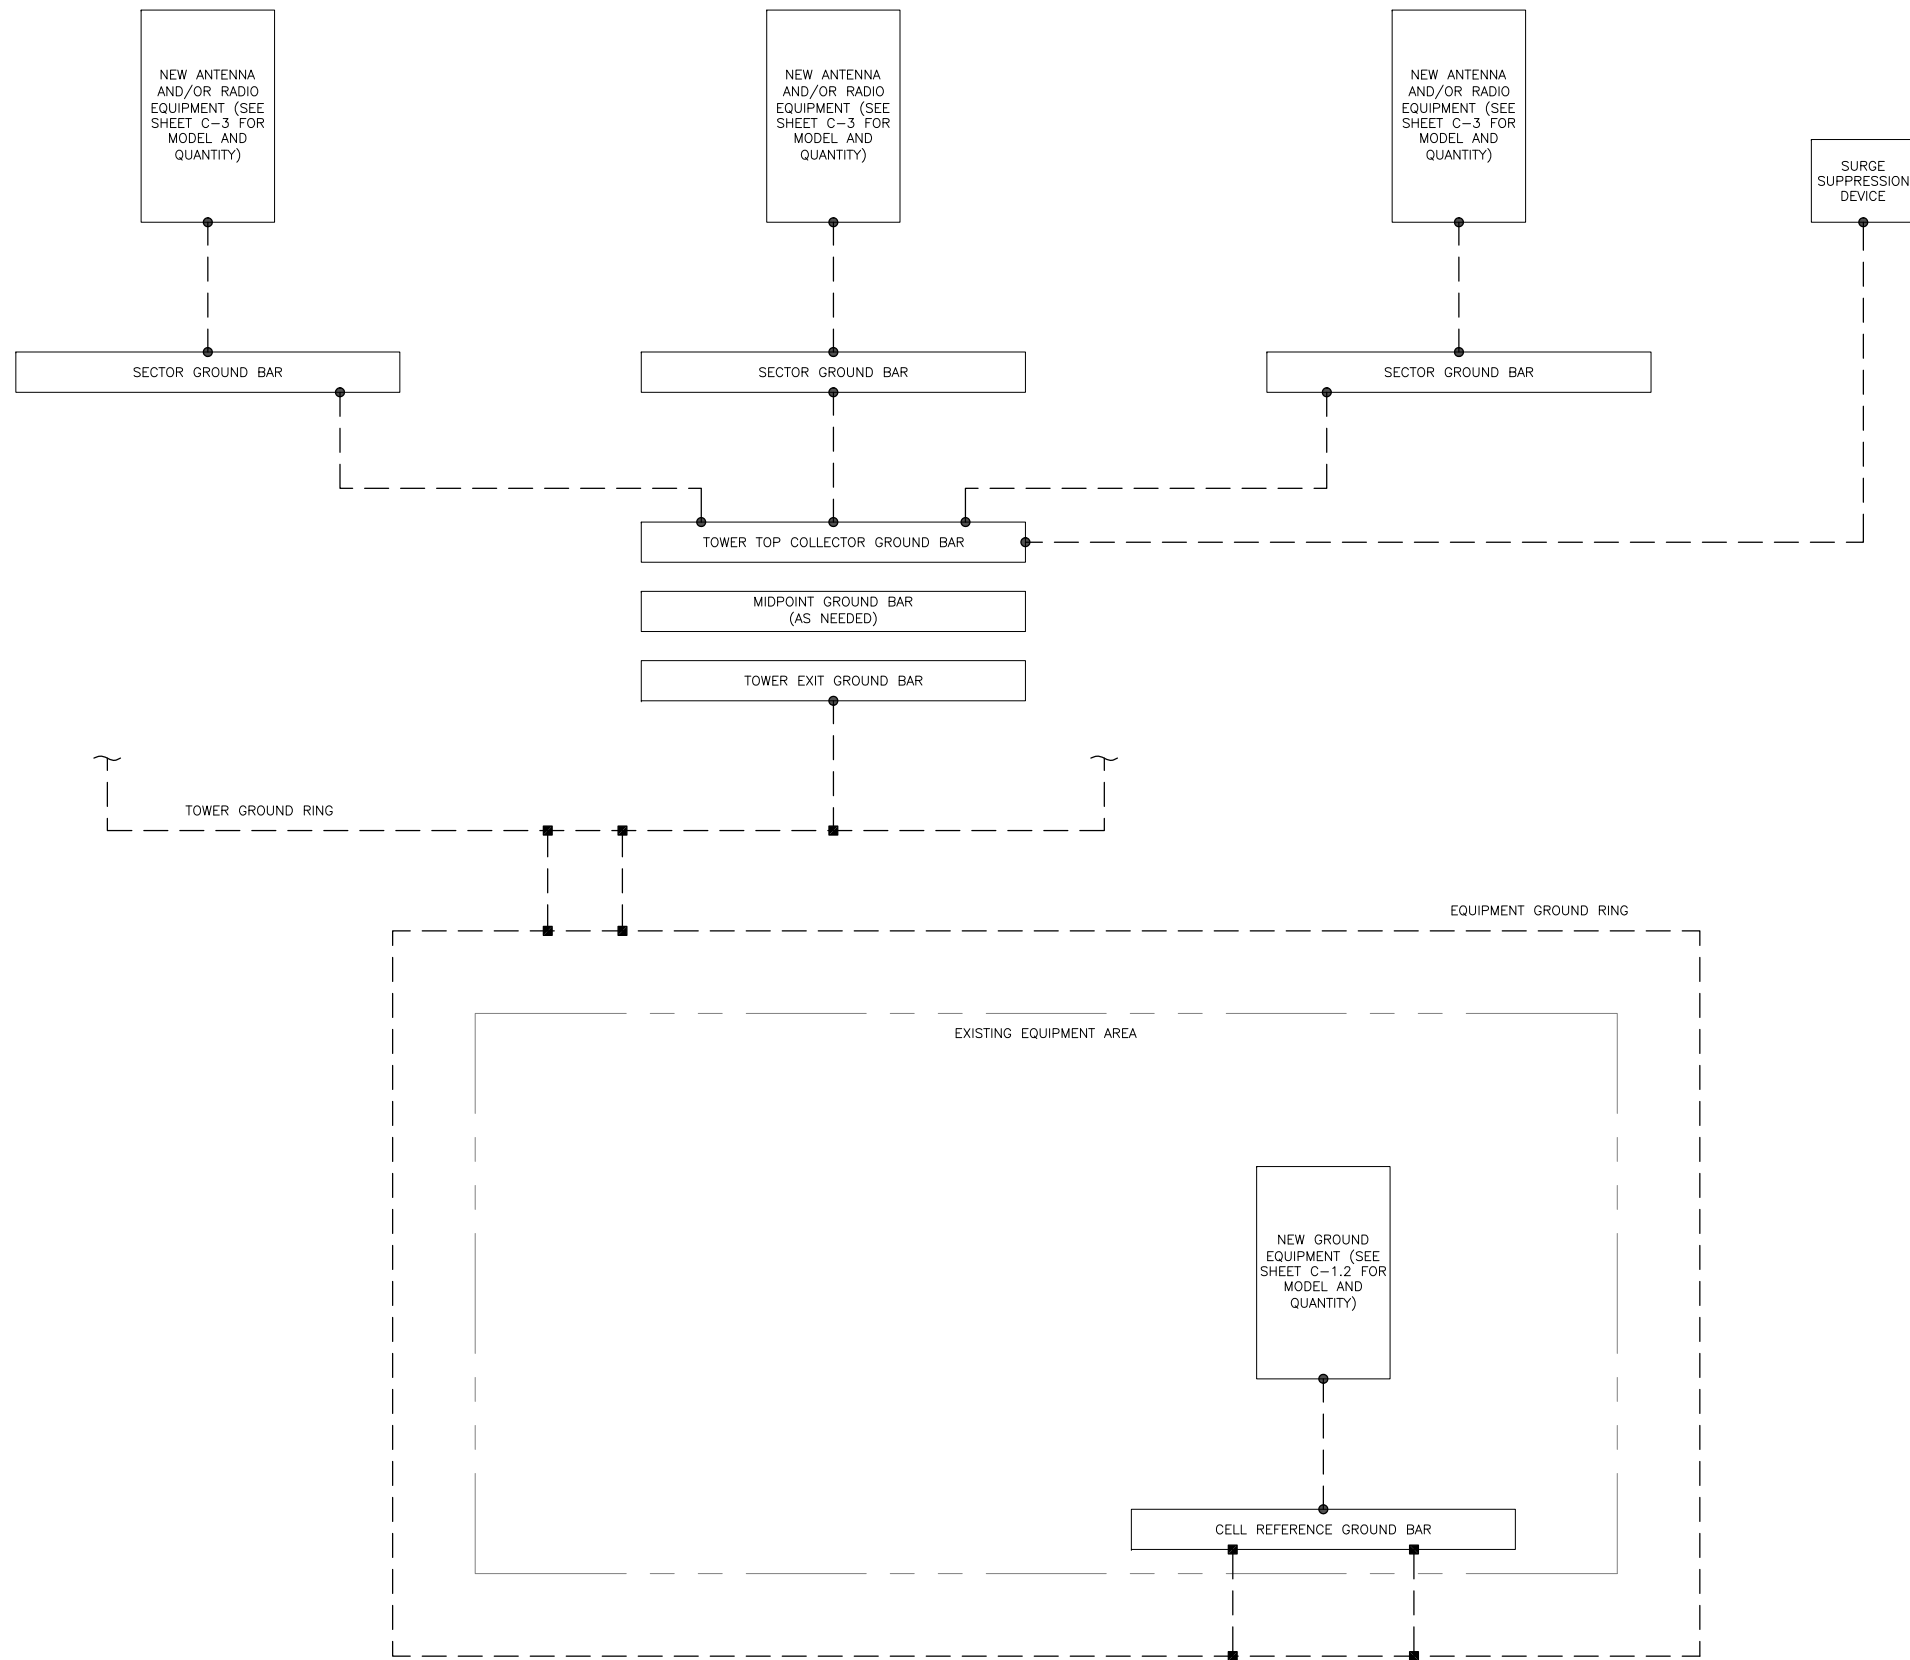 NEW ANTENNA
AND/OR RADIO
EQUIPMENT (SEE
SHEET C-3 FOR
MODEL AND
QUANTITY)
NEW ANTENNA
AND/OR RADIO
EQUIPMENT (SEE
SHEET C-3 FOR
MODEL AND
QUANTITY)
NEW ANTENNA
AND/OR RADIO
EQUIPMENT (SEE
SHEET C-3 FOR
MODEL AND
QUANTITY)
SURGE
SUPPRESSION
DEVICE
SECTOR GROUND BAR
SECTOR GROUND BAR
SECTOR GROUND BAR
TOWER TOP COLLECTOR GROUND BAR
MIDPOINT GROUND BAR
(AS NEEDED)
TOWER EXIT GROUND BAR
TOWER GROUND RING
EQUIPMENT GROUND RING
EXISTING EQUIPMENT AREA
NEW GROUND
EQUIPMENT (SEE
SHEET C-1.2 FOR
MODEL AND
QUANTITY)
CELL REFERENCE GROUND BAR